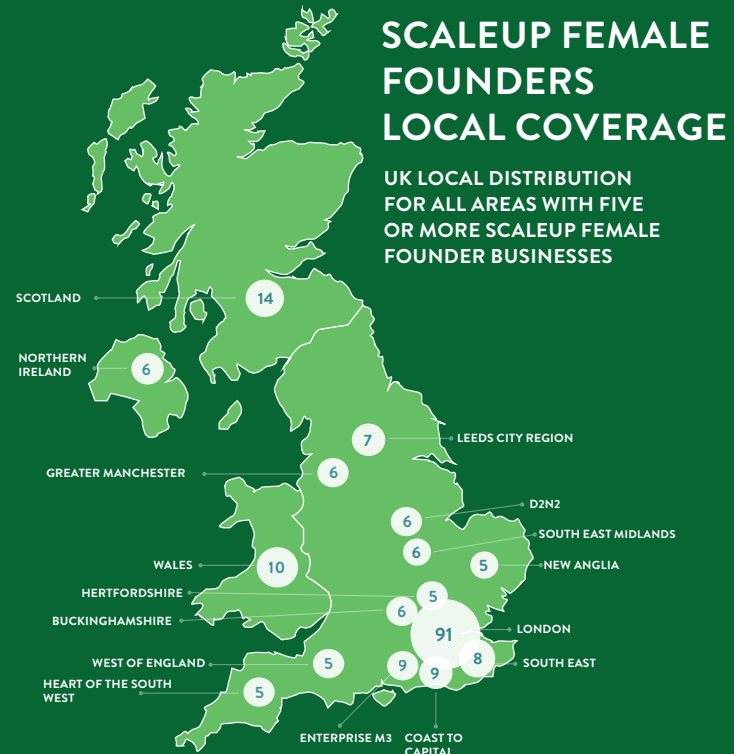 SCALEUP FEMALE
FOUNDERS
LOCAL COVERAGE
UK LOCAL DISTRIBUTION
FOR ALL AREAS WITH FIVE
OR MORE SCALEUP FEMALE
FOUNDER BUSINESSES
SCOTLAND
14
NORTHERN
IRELAND
6
7
LEEDS CITY REGION
GREATER MANCHESTER
6
D2N2
6
SOUTH EAST MIDLANDS
6
WALES
10
5
NEW ANGLIA
HERTFORDSHIRE
5
BUCKINGHAMSHIRE
6
91
LONDON
WEST OF ENGLAND
5
9
9
8
SOUTH EAST
HEART OF THE SOUTH
WEST
5
ENTERPRISE M3
COAST TO
CAPITAL